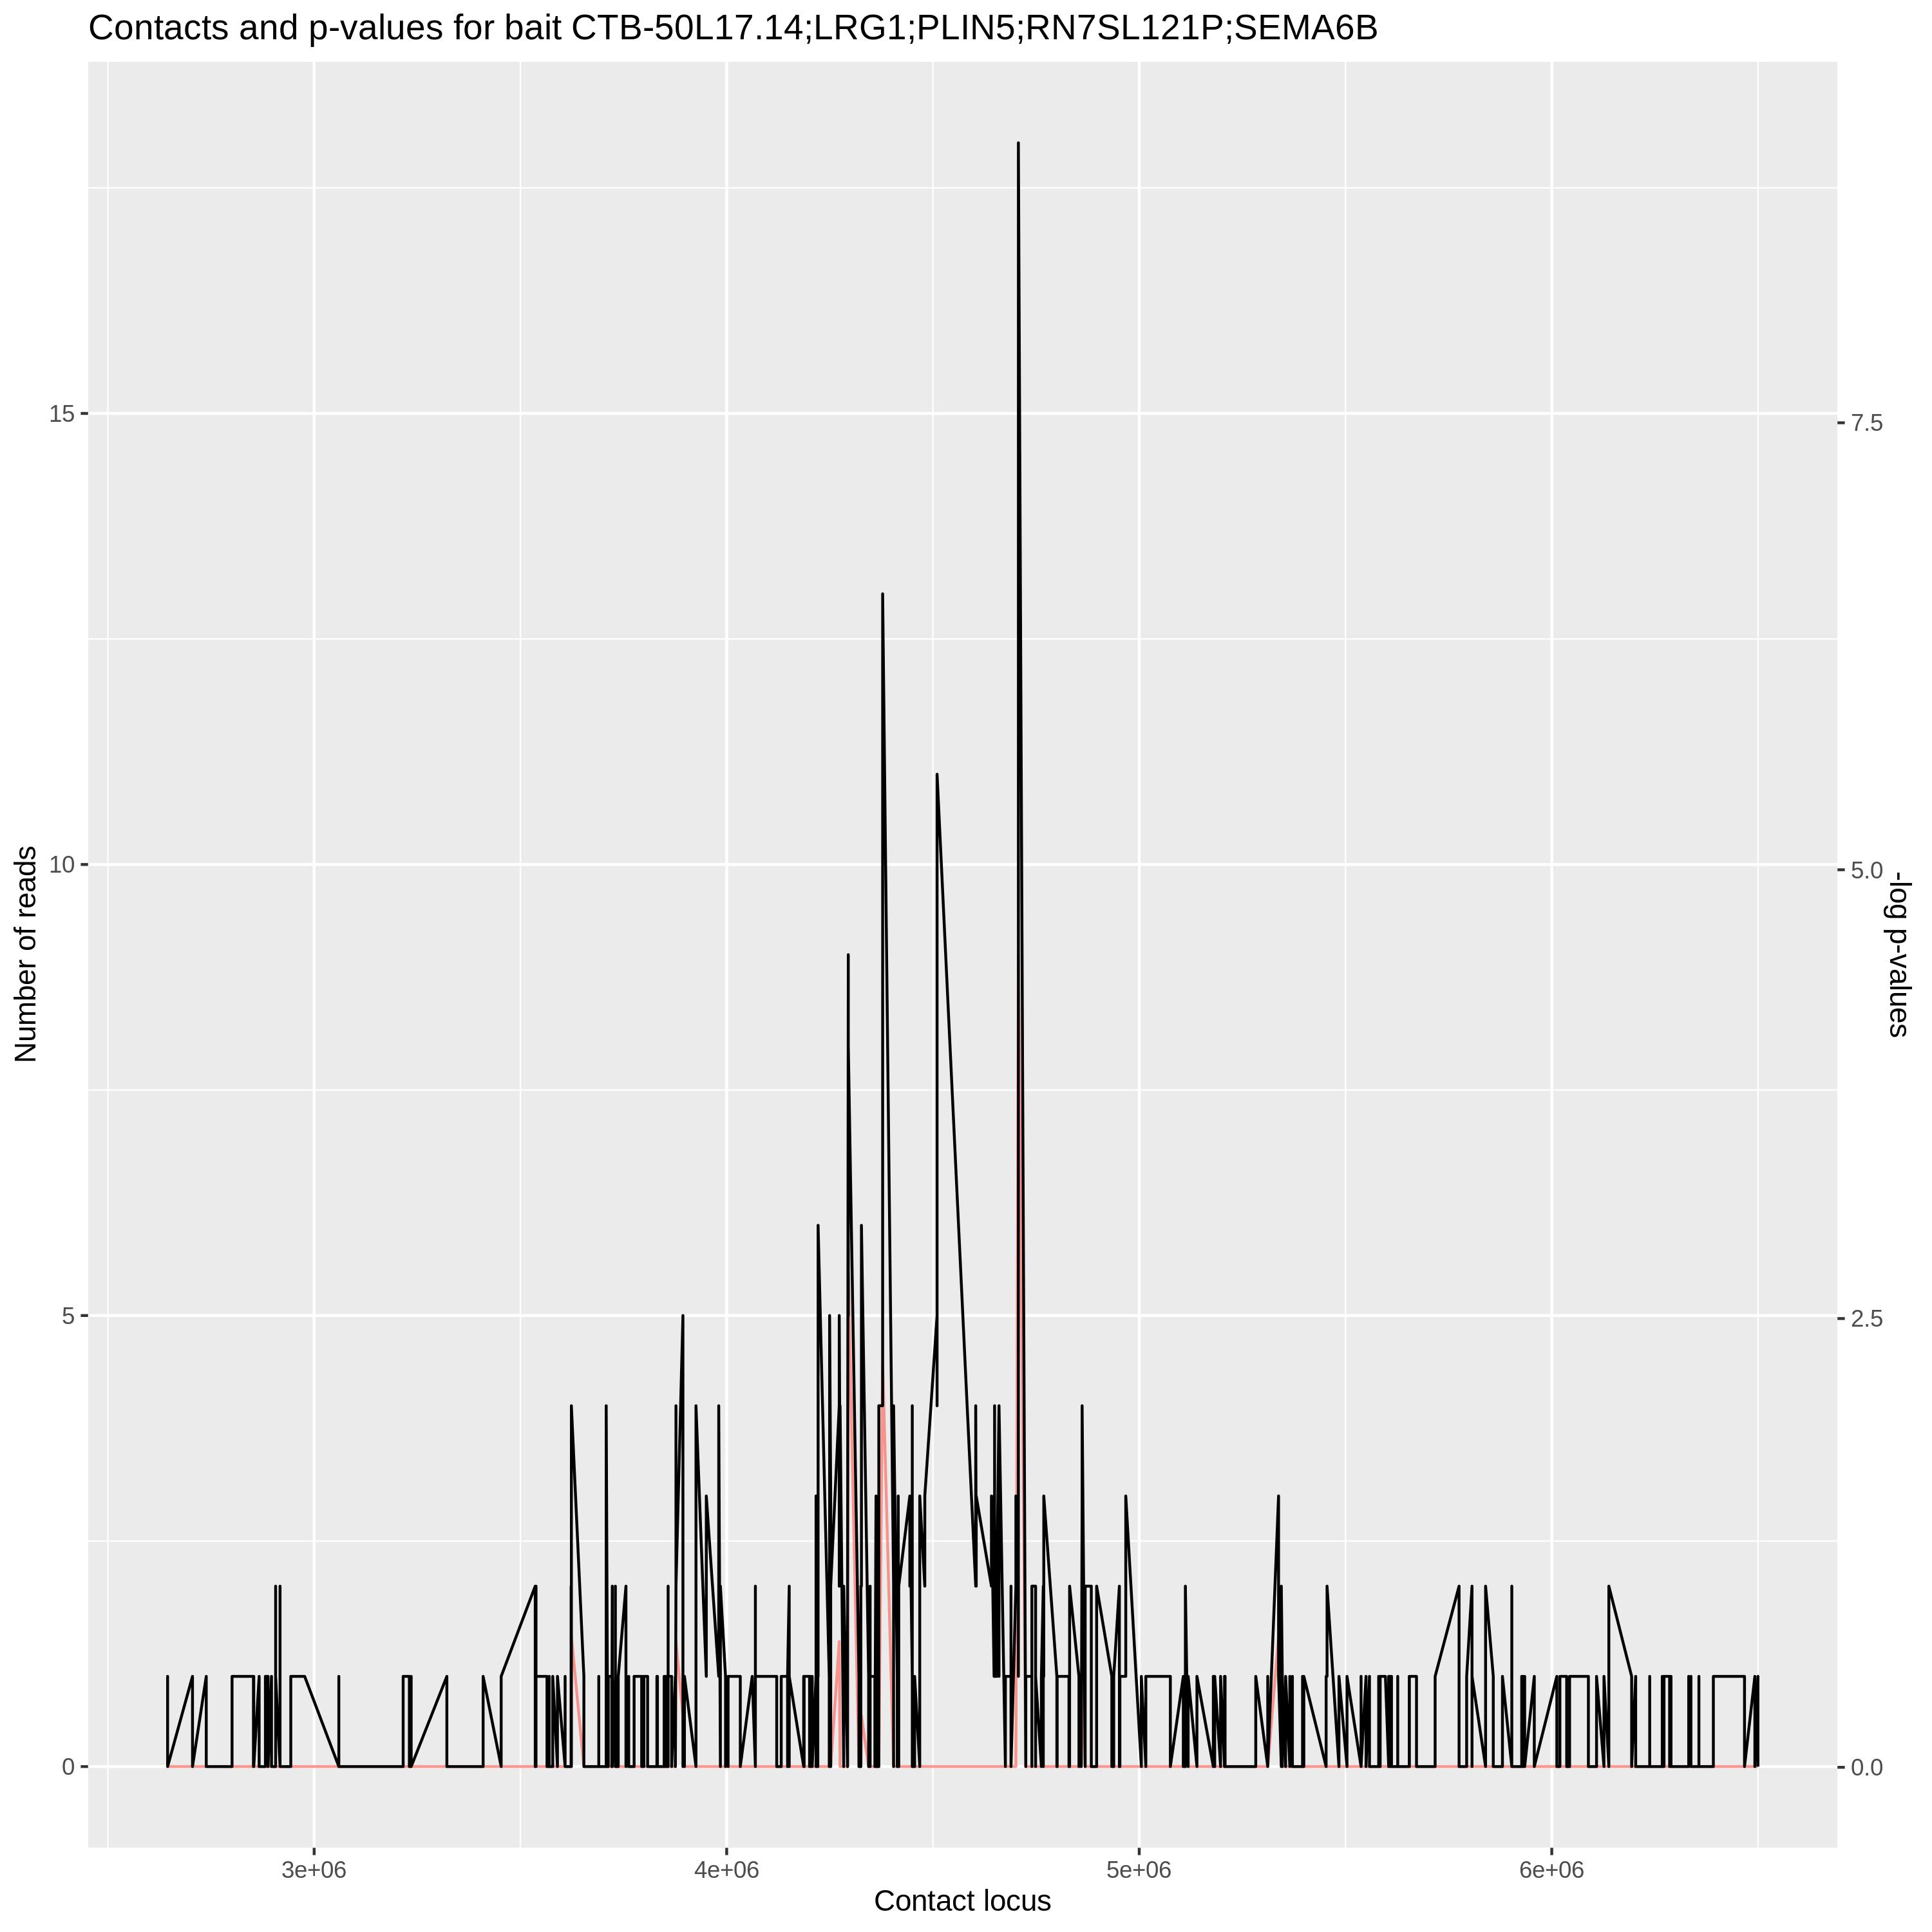 Contacts and p-values for bait CTB-50L17.14;LRG1;PLIN5;RN7SL121P;SEMA6B
Number of reads
15
10
5
0
7.5
5.0
2.5
0.0
-log p-values
3e+06 4e+06 5e+06 6e+06
Contact locus